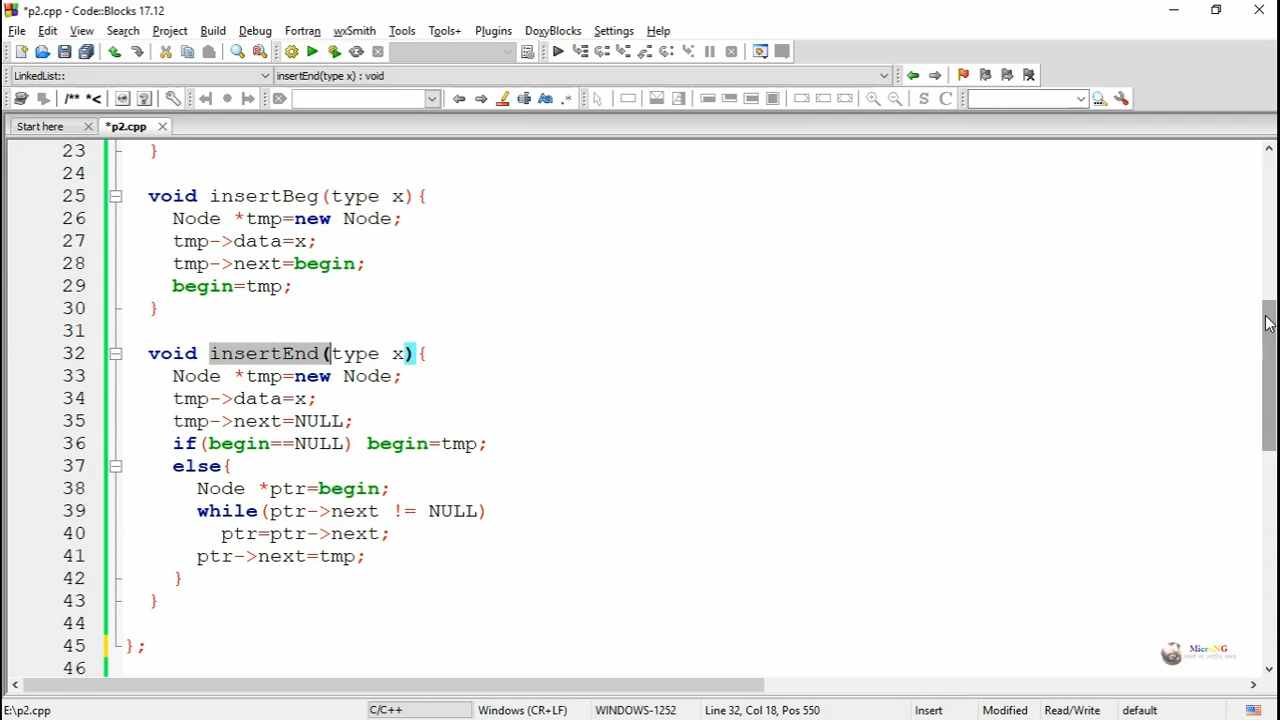 *p2.cpp - Code::Blocks 17.12
File Edit View Search Project Build Debug Fortran wxSmith Tools Tools+ Plugins DoxyBlocks Settings Help
LinkedList:: insertEnd(type x) : void
/** *<
S C
Start here *p2.cpp
23 }
24
25 void insertBeg(type x){
26 Node *tmp=new Node;
27 tmp->data=x;
28 tmp->next=begin;
29 begin=tmp;
30 }
31
32 void insertEnd(type x){
33 Node *tmp=new Node;
34 tmp->data=x;
35 tmp->next=NULL;
36 if(begin==NULL) begin=tmp;
37 else{
38 Node *ptr=begin;
39 while(ptr->next != NULL)
40 ptr=ptr->next;
41 ptr->next=tmp;
42 }
43 }
44
45 };
46
MicroNG
E:\p2.cpp C/C++ Windows (CR+LF) WINDOWS-1252 Line 32, Col 18, Pos 550 Insert Modified Read/Write default